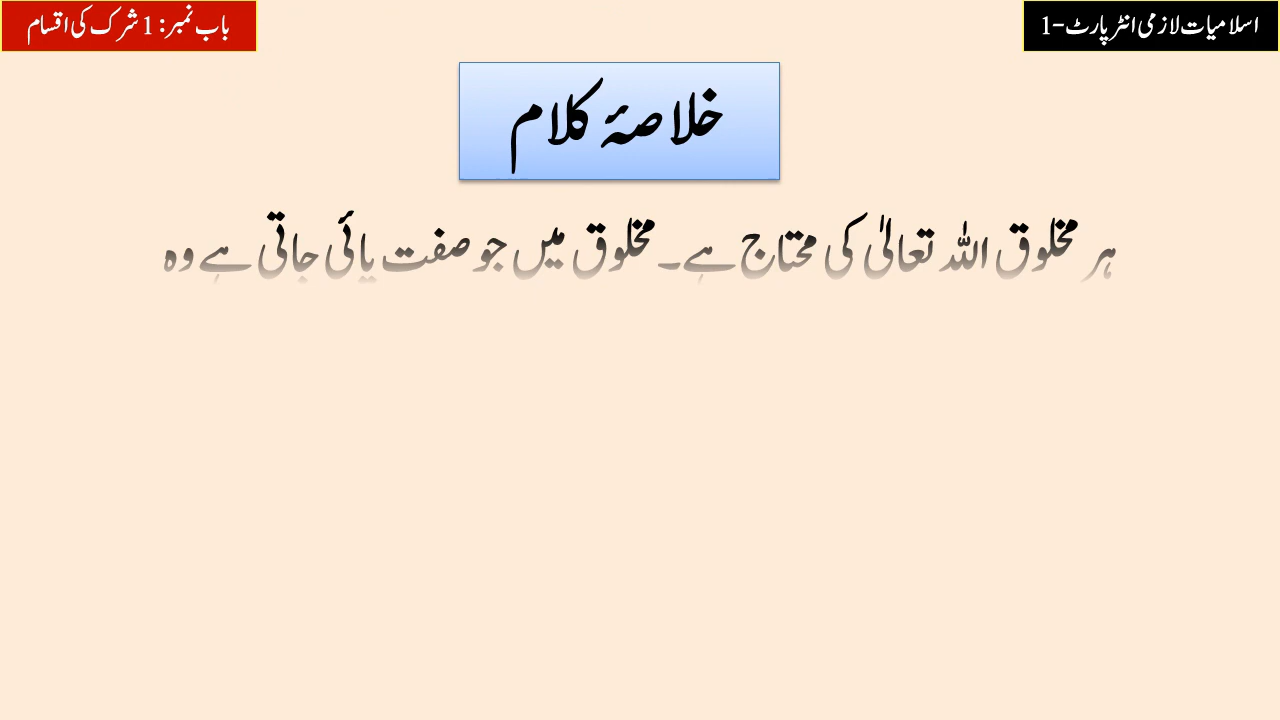 اسلامیات لازمی انٹر پارٹ-1
باب نمبر: 1 شرک کی اقسام
خلاصۂ کلام
ہر مخلوق اللہ تعالیٰ کی محتاج ہے۔ مخلوق میں جو صفت پائی جاتی ہے وہ